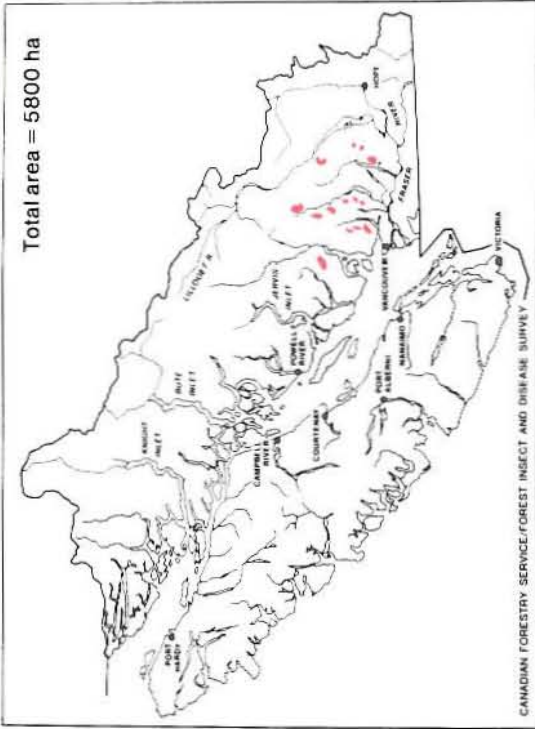 Total area = 5800 ha
KNIGHT
INLET
BUTE
INLET
LILLOOET R.
PORT
HARDY
CAMPBELL
RIVER
POWELL
RIVER
JERVIS
INLET
COURTENAY
PORT
ALBERNI
NANAIMO
VANCOUVER
FRASER
RIVER
HOPE
VICTORIA
CANADIAN FORESTRY SERVICE/FOREST INSECT AND DISEASE SURVEY